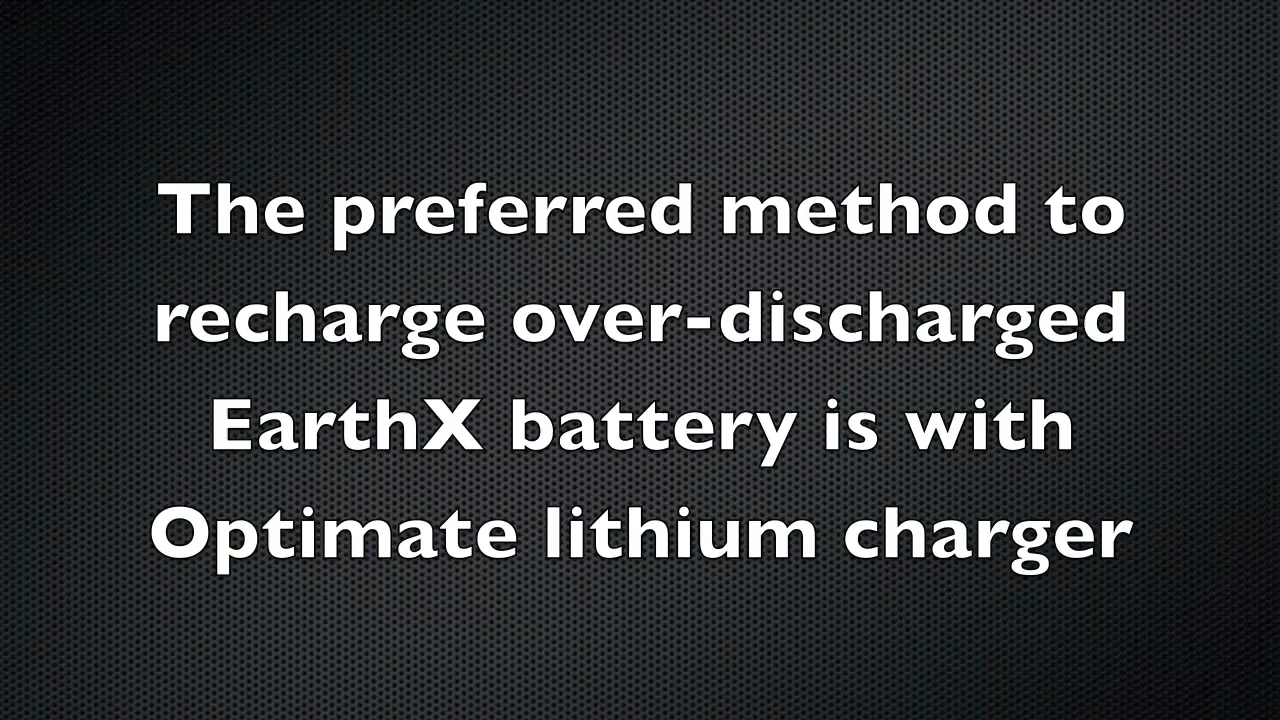 The preferred method to
recharge over-discharged
EarthX battery is with
Optimate lithium charger